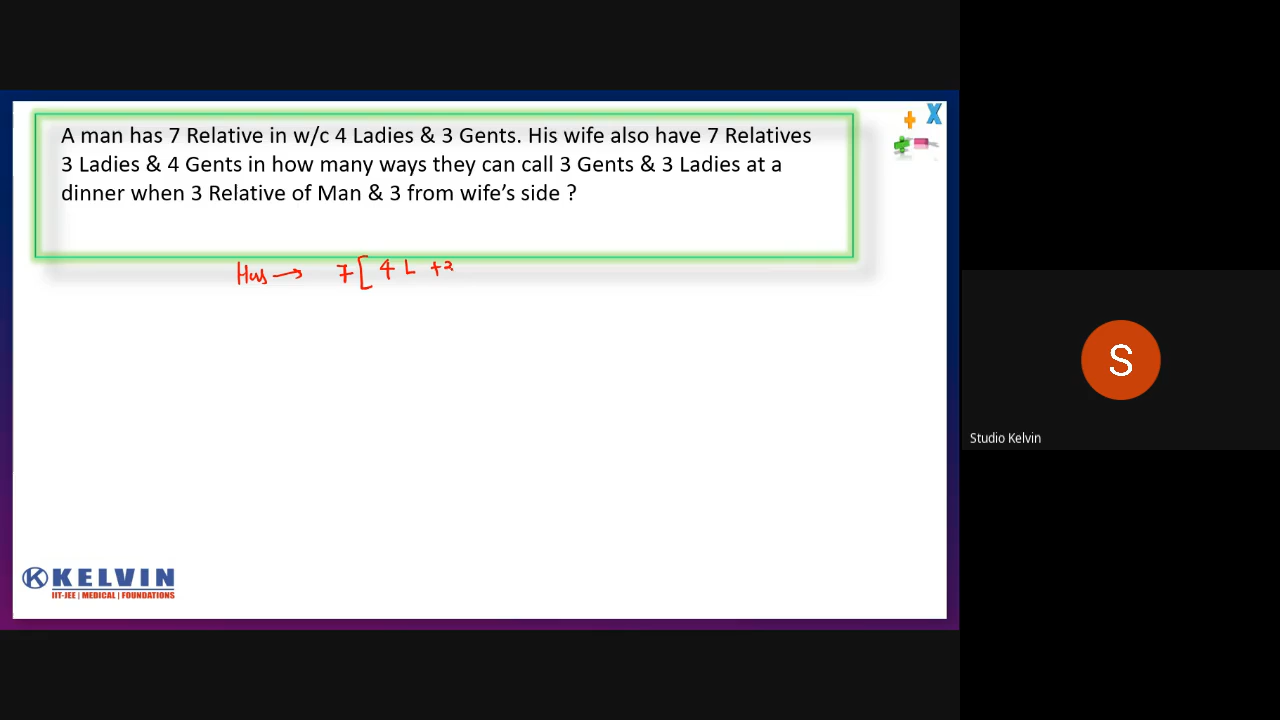 A man has 7 Relative in w/c 4 Ladies & 3 Gents. His wife also have 7 Relatives
3 Ladies & 4 Gents in how many ways they can call 3 Gents & 3 Ladies at a
dinner when 3 Relative of Man & 3 from wife's side ?
Hus → 7[ 4 L +3
KELVIN
IIT-JEE | MEDICAL | FOUNDATIONS
S
Studio Kelvin